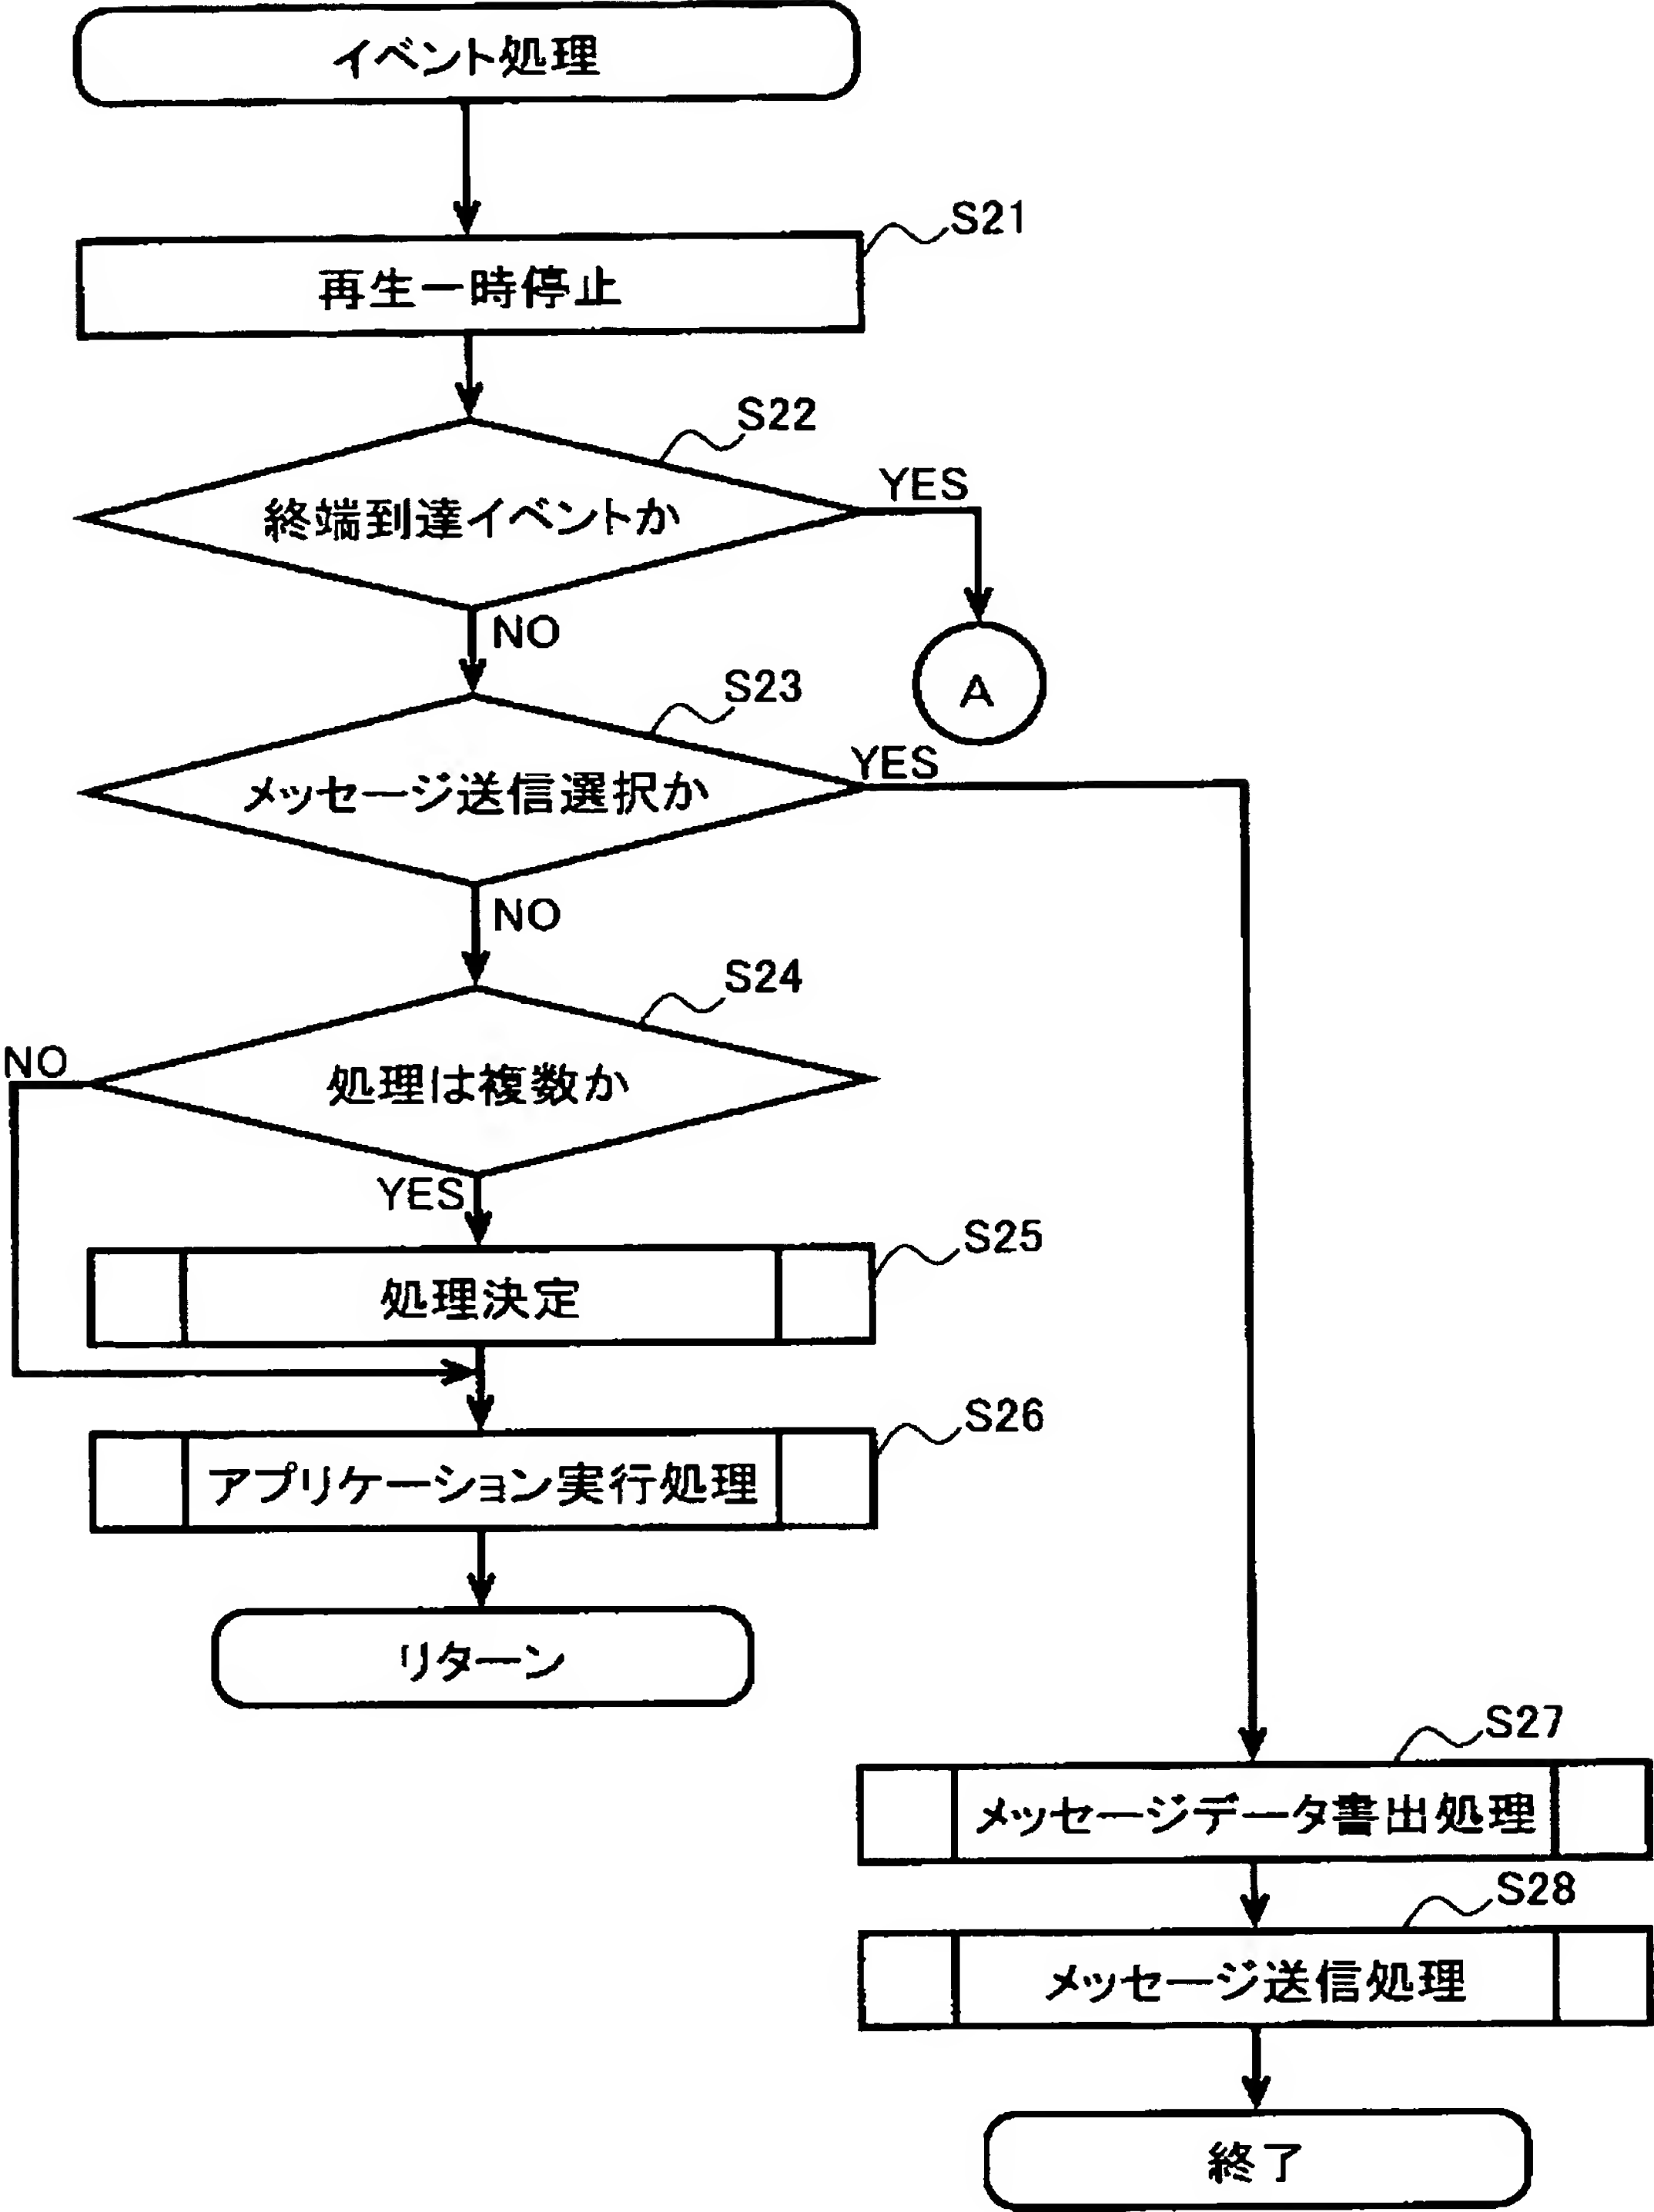 イベント処理
S21
再生一時停止
S22
終端到達イベントか
YES
NO
A
S23
メッセージ送信選択か
YES
NO
S24
処理は複数か
NO
YES
S25
処理決定
S26
アプリケーション実行処理
リターン
S27
メッセージデータ書出処理
S28
メッセージ送信処理
終了